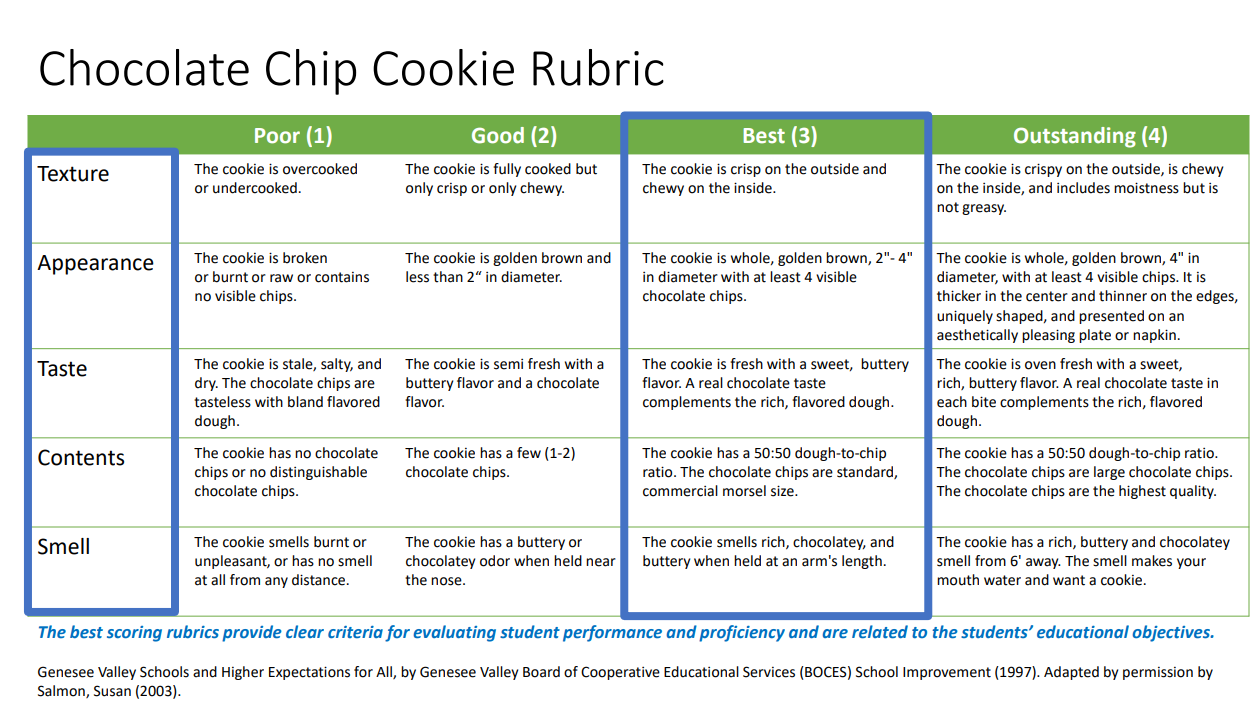 Chocolate Chip Cookie Rubric
Poor (1)
Good (2)
Best (3)
Outstanding (4)
Texture
The cookie is overcooked
or undercooked.
The cookie is fully cooked but
only crisp or only chewy.
The cookie is crisp on the outside and
chewy on the inside.
The cookie is crispy on the outside, is chewy
on the inside, and includes moistness but is
not greasy.
Appearance
The cookie is broken
or burnt or raw or contains
no visible chips.
The cookie is golden brown and
less than 2“ in diameter.
The cookie is whole, golden brown, 2"- 4"
in diameter with at least 4 visible
chocolate chips.
The cookie is whole, golden brown, 4" in
diameter, with at least 4 visible chips. It is
thicker in the center and thinner on the edges,
uniquely shaped, and presented on an
aesthetically pleasing plate or napkin.
Taste
The cookie is stale, salty, and
dry. The chocolate chips are
tasteless with bland flavored
dough.
The cookie is semi fresh with a
buttery flavor and a chocolate
flavor.
The cookie is fresh with a sweet,  buttery
flavor. A real chocolate taste
complements the rich, flavored dough.
The cookie is oven fresh with a sweet,
rich, buttery flavor. A real chocolate taste in
each bite complements the rich, flavored
dough.
Contents
The cookie has no chocolate
chips or no distinguishable
chocolate chips.
The cookie has a few (1-2)
chocolate chips.
The cookie has a 50:50 dough-to-chip
ratio. The chocolate chips are standard,
commercial morsel size.
The cookie has a 50:50 dough-to-chip ratio.
The chocolate chips are large chocolate chips.
The chocolate chips are the highest quality.
Smell
The cookie smells burnt or
unpleasant, or has no smell
at all from any distance.
The cookie has a buttery or
chocolatey odor when held near
the nose.
The cookie smells rich, chocolatey, and
buttery when held at an arm's length.
The cookie has a rich, buttery and chocolatey
smell from 6' away. The smell makes your
mouth water and want a cookie.
The best scoring rubrics provide clear criteria for evaluating student performance and proficiency and are related to the students’ educational objectives.
Genesee Valley Schools and Higher Expectations for All, by Genesee Valley Board of Cooperative Educational Services (BOCES) School Improvement (1997). Adapted by permission by
Salmon, Susan (2003).